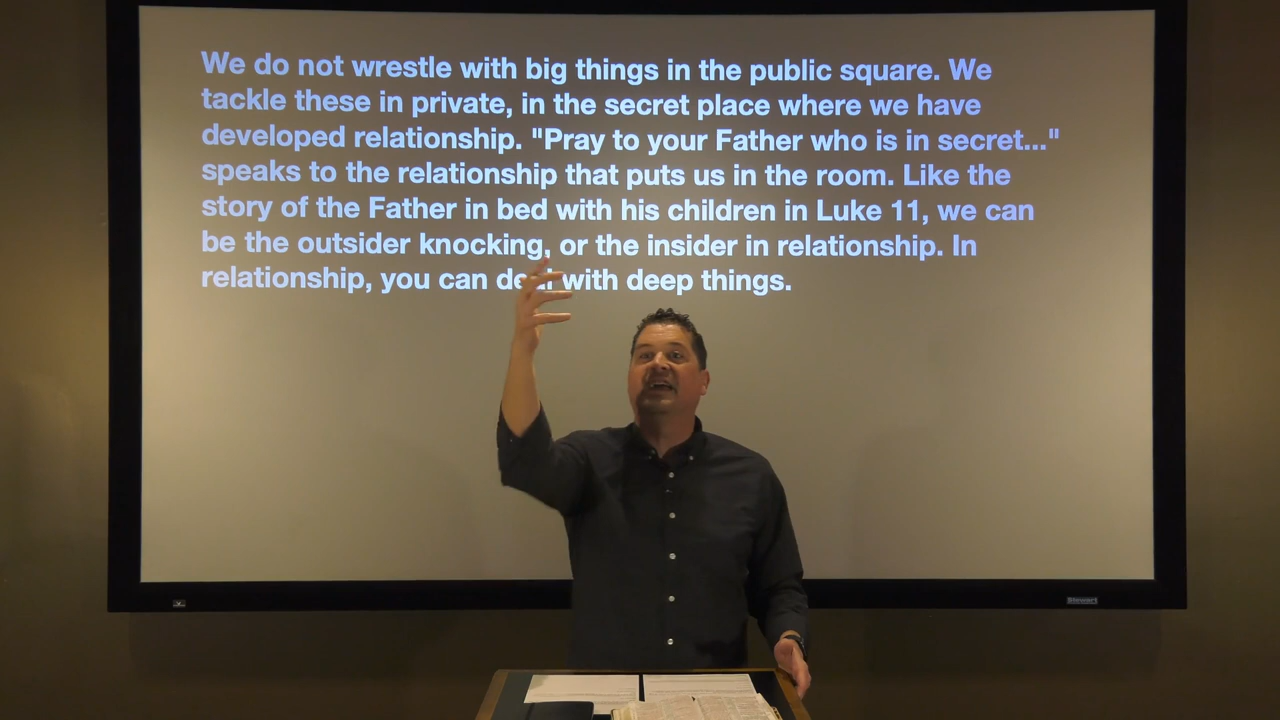 We do not wrestle with big things in the public square. We
tackle these in private, in the secret place where we have
developed relationship. "Pray to your Father who is in secret..."
speaks to the relationship that puts us in the room. Like the
story of the Father in bed with his children in Luke 11, we can
be the outsider knocking, or the insider in relationship. In
relationship, you can deal with deep things.
Stewart